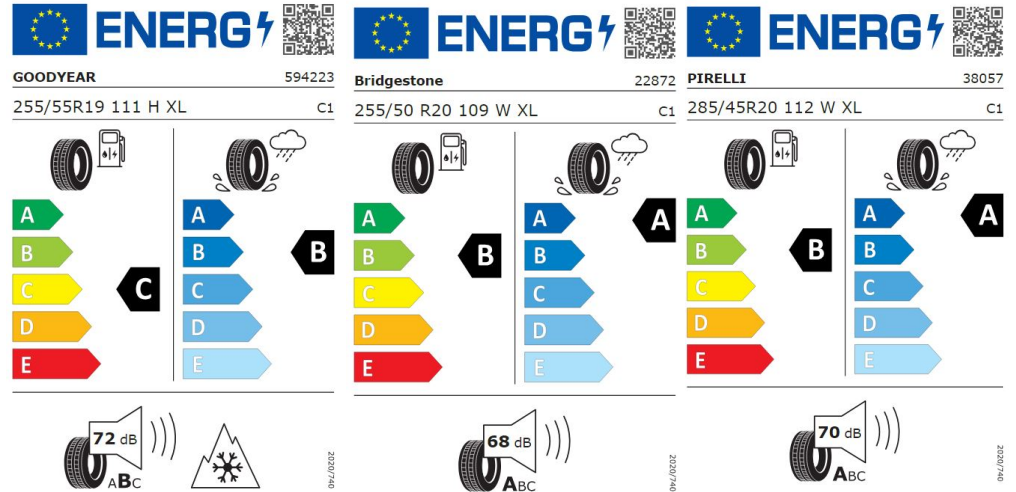 ENERG
GOODYEAR 594223
255/55R19 111 H XL C1
A
B
C
D
E
C
A
B
C
D
E
B
72 dB
ABC
2020/740
ENERG
Bridgestone 22872
255/50 R20 109 W XL C1
A
B
C
D
E
B
A
B
C
D
E
A
68 dB
ABC
2020/740
ENERG
PIRELLI 38057
285/45R20 112 W XL C1
A
B
C
D
E
B
A
B
C
D
E
A
70 dB
ABC
2020/740